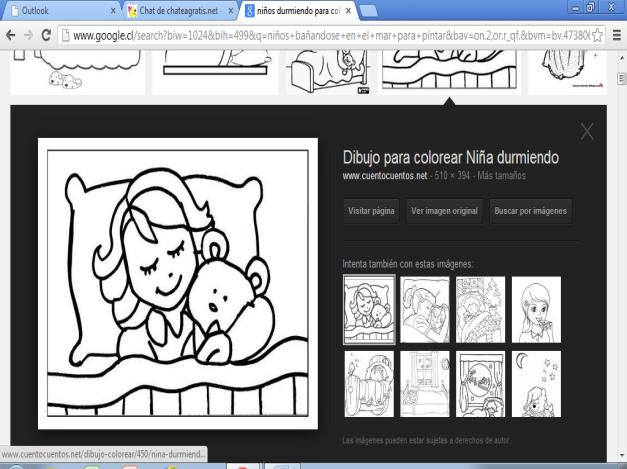 Outlook
Chat de chateagratis.net -
niños durmiendo para col
www.google.cl/search?biw=1024&bih=499&q=niños+bañandose+en+el+mar+para+pintar&bav=on.2,or.r_qf.&bvm=bv.47380
Dibujo para colorear Niña durmiendo
www.cuentocuentos.net - 510 × 394 - Más tamaños
Visitar página
Ver imagen original
Buscar por imágenes
Intenta también con estas imágenes:
Las imágenes pueden estar sujetas a derechos de autor.
www.cuentocuentos.net/dibujo-colorear/450/nina-durmiend...